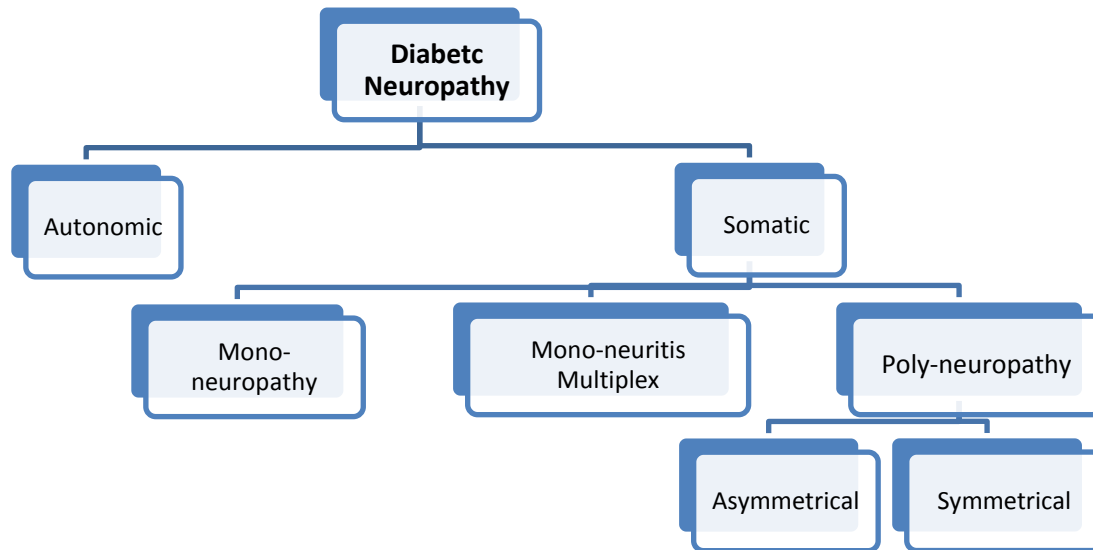 Diabetc
Neuropathy
Autonomic
Somatic
Mono-
neuropathy
Mono-neuritis
Multiplex
Poly-neuropathy
Asymmetrical
Symmetrical